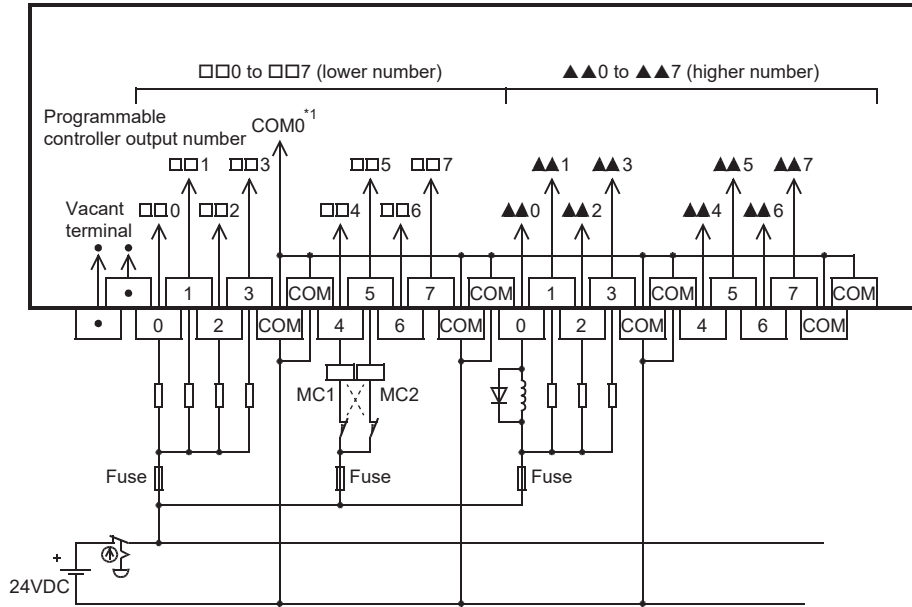 □□0 to □□7 (lower number) ▲▲0 to ▲▲7 (higher number)
Programmable
controller output number
COM0*1
□□1 □□3 □□5 □□7 ▲▲1 ▲▲3 ▲▲5 ▲▲7
Vacant
terminal
□□0 □□2 □□4 □□6 ▲▲0 ▲▲2 ▲▲4 ▲▲6
1 3 COM 5 7 COM 1 3 COM 5 7 COM
0 2 COM 4 6 COM 0 2 COM 4 6 COM
MC1 MC2
Fuse Fuse Fuse
+
24VDC